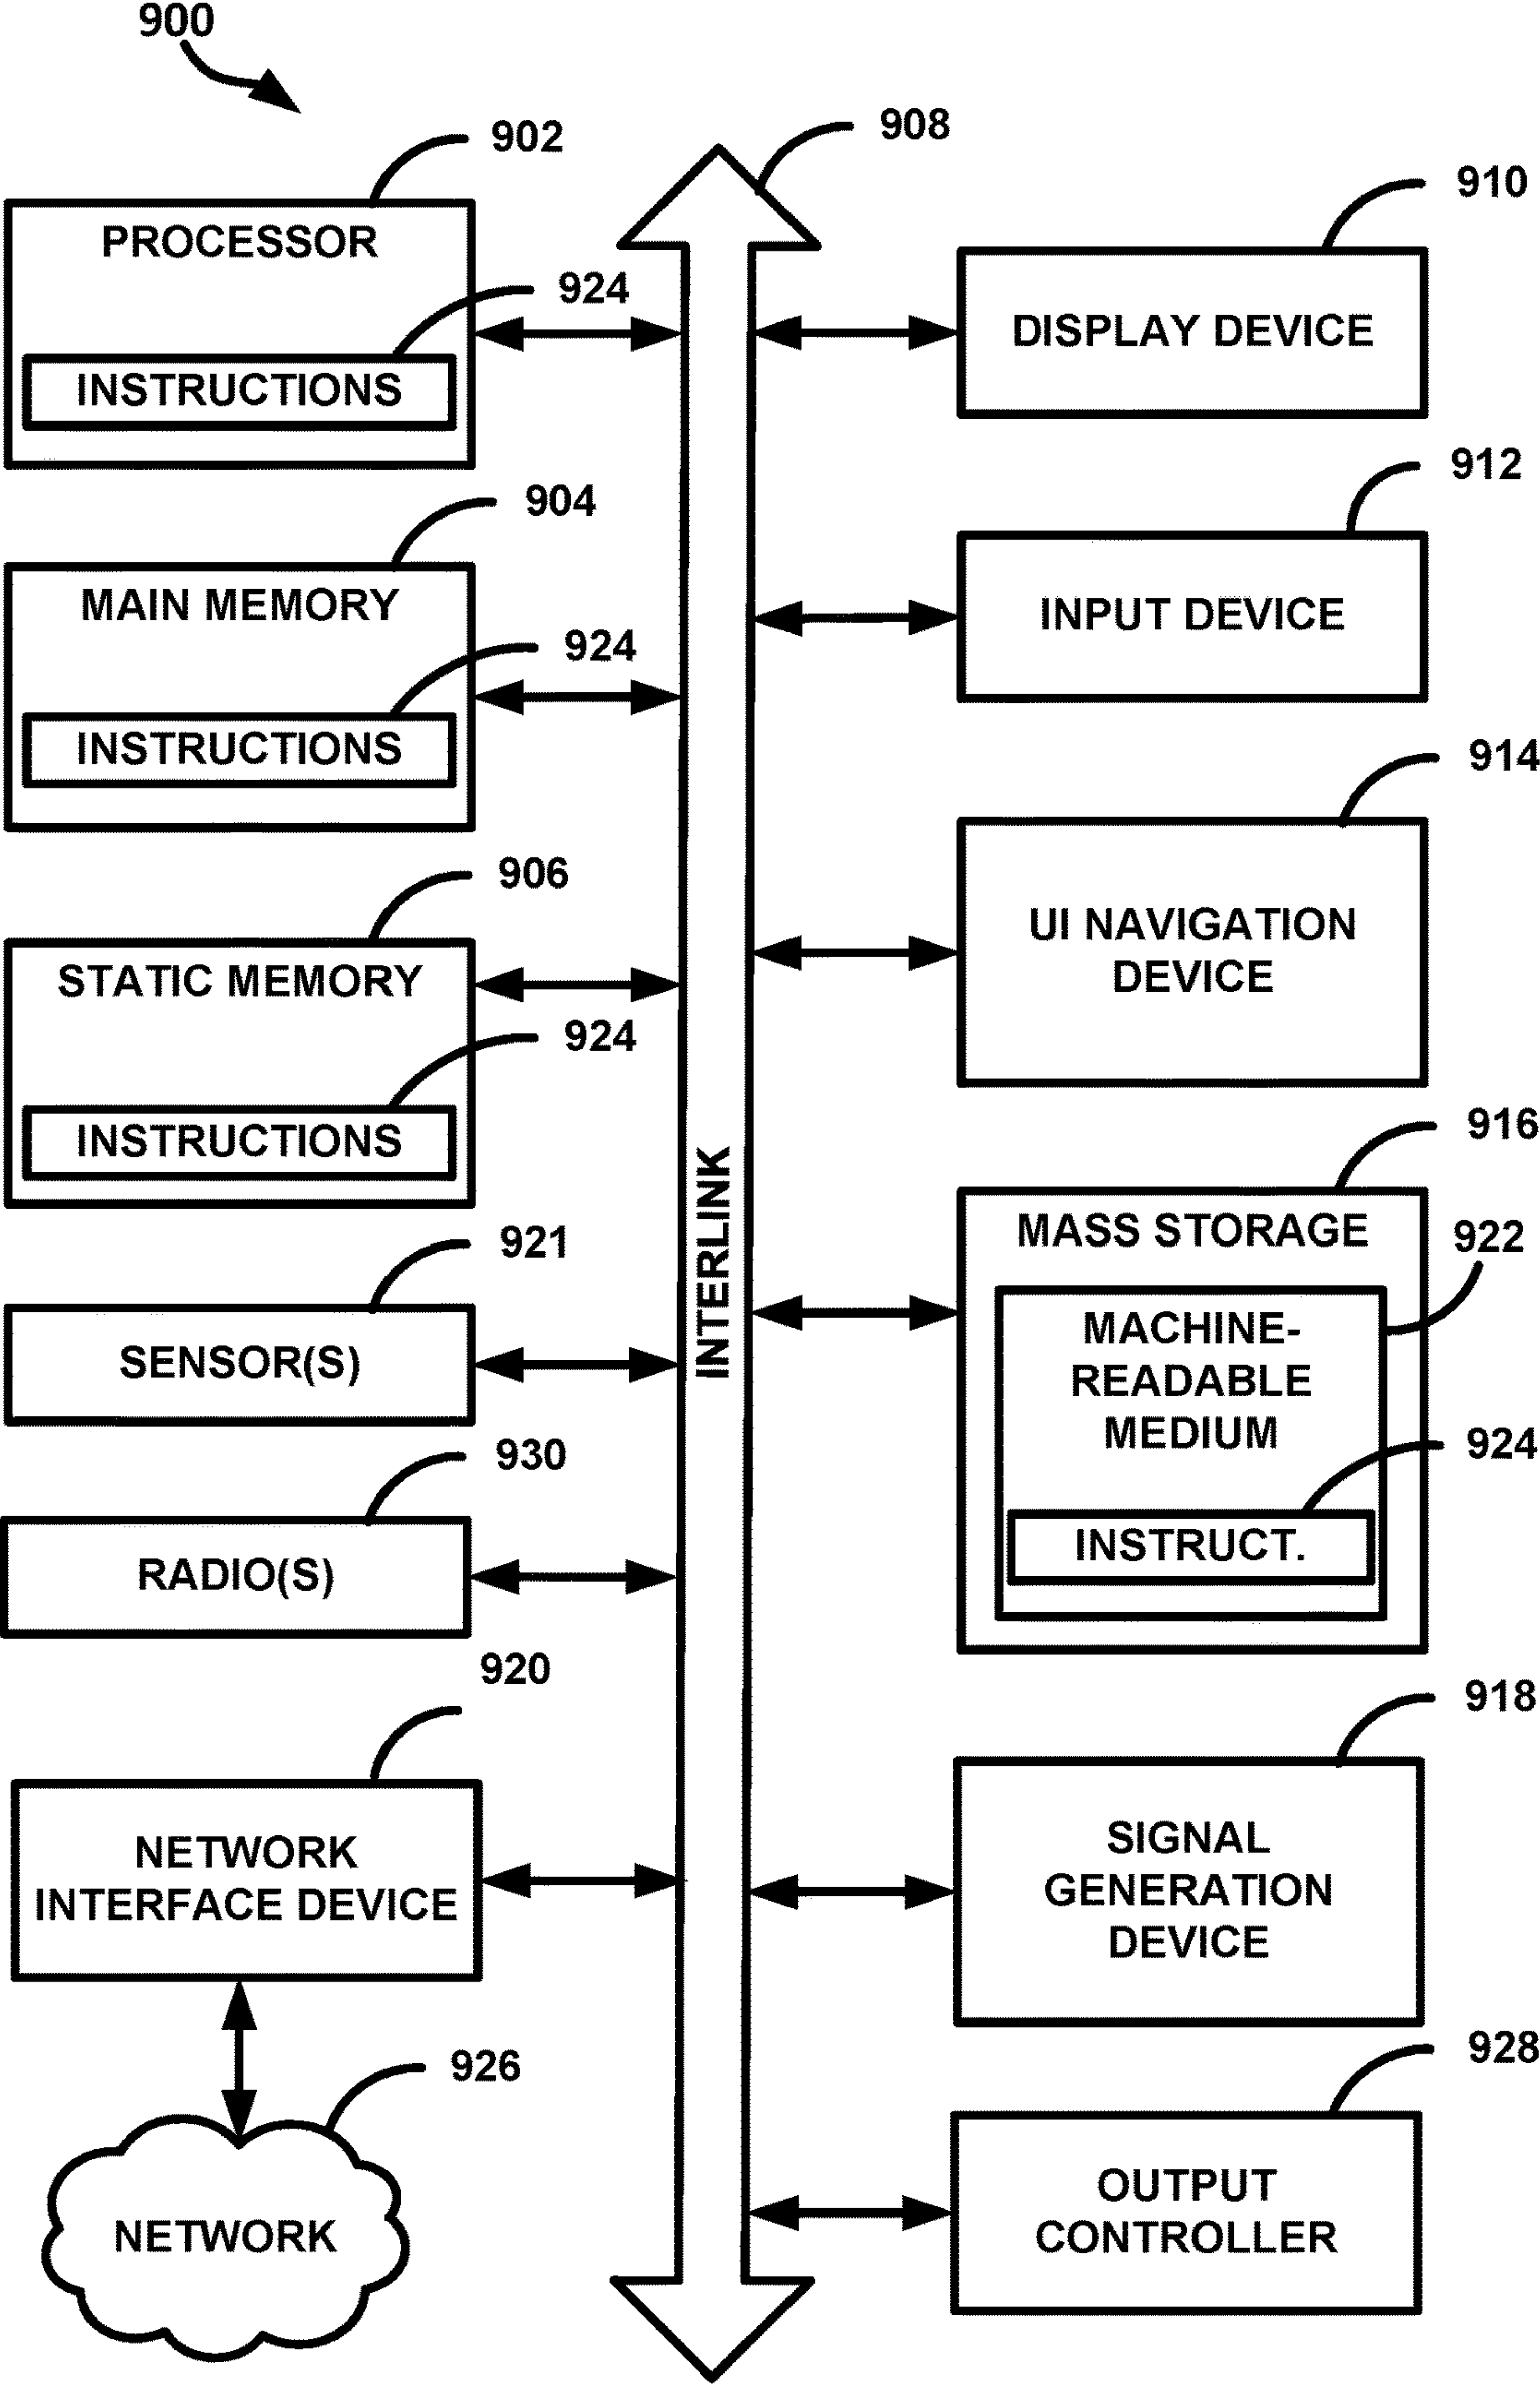 900
902
PROCESSOR
924
INSTRUCTIONS
904
MAIN MEMORY
924
INSTRUCTIONS
906
STATIC MEMORY
924
INSTRUCTIONS
921
SENSOR(S)
930
RADIO(S)
920
NETWORK
INTERFACE DEVICE
926
NETWORK
908
INTERLINK
910
DISPLAY DEVICE
912
INPUT DEVICE
914
UI NAVIGATION
DEVICE
916
MASS STORAGE
922
MACHINE-
READABLE
MEDIUM
924
INSTRUCT.
918
SIGNAL
GENERATION
DEVICE
928
OUTPUT
CONTROLLER